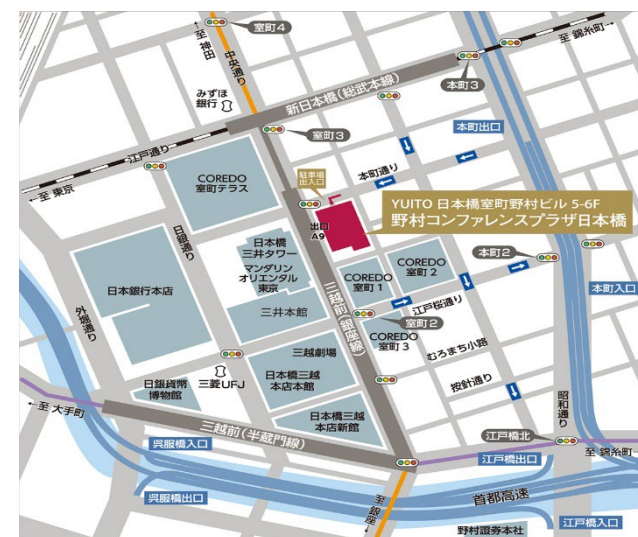 室町4
← 至 神田
中央通り
至 錦糸町 →
みずほ
銀行
新日本橋(総武本線)
本町3
室町3
本町出口
江戸通り
← 至 東京
COREDO
室町テラス
駐車場
出入口
本町通り
YUITO 日本橋室町野村ビル 5-6F
野村コンファレンスプラザ日本橋
出口
A9
日銀通り
日本橋
三井タワー
マンダリン
オリエンタル
東京
COREDO
室町 1
COREDO
室町 2
本町2
日本銀行本店
三井本館
三越前(銀座線)
江戸桜通り
本町入口
外堀通り
室町2
COREDO
室町 3
むろまち小路
三越劇場
日本橋三越
本店本館
三菱UFJ
日銀貨幣
博物館
按針通り
昭和通り
← 至 大手町
日本橋三越
本店新館
三越前(半蔵門線)
江戸橋北
呉服橋入口
江戸橋出口
至 錦糸町 →
呉服橋出口
至 銀座 →
首都高速
野村證券本社
江戸橋入口